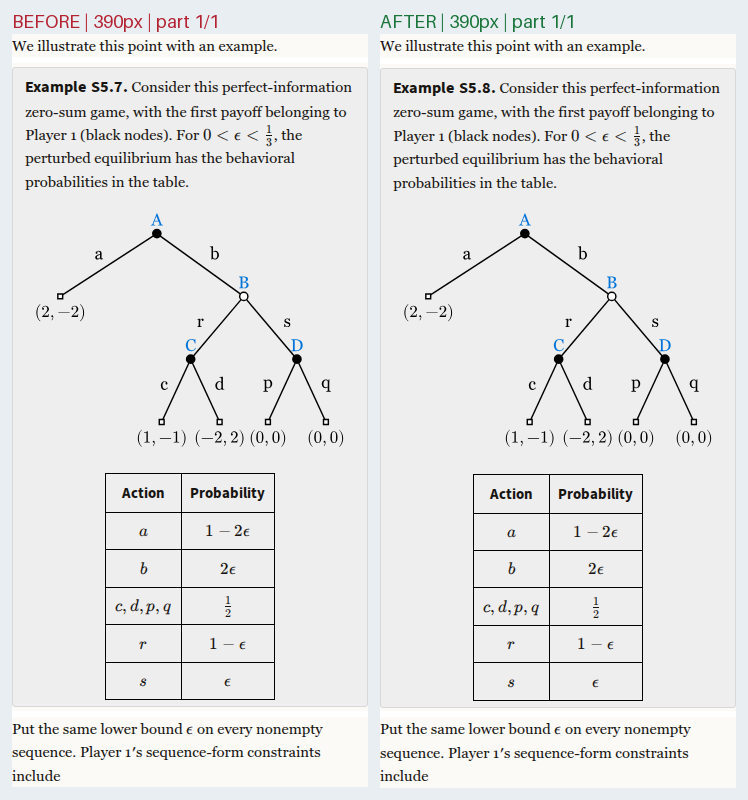 BEFORE | 390px | part 1/1
We illustrate this point with an example.
Example S5.7. Consider this perfect-information
zero-sum game, with the first payoff belonging to
Player 1 (black nodes). For 0 < ϵ < 1/3, the
perturbed equilibrium has the behavioral
probabilities in the table.
A
a b
B
(2, −2)
r s
C D
c d p q
(1, −1) (−2, 2) (0, 0) (0, 0)
Action Probability
a 1 − 2ϵ
b 2ϵ
c, d, p, q 1/2
r 1 − ϵ
s ϵ
Put the same lower bound ϵ on every nonempty
sequence. Player 1's sequence-form constraints
include
AFTER | 390px | part 1/1
We illustrate this point with an example.
Example S5.8. Consider this perfect-information
zero-sum game, with the first payoff belonging to
Player 1 (black nodes). For 0 < ϵ < 1/3, the
perturbed equilibrium has the behavioral
probabilities in the table.
A
a b
B
(2, −2)
r s
C D
c d p q
(1, −1) (−2, 2) (0, 0) (0, 0)
Action Probability
a 1 − 2ϵ
b 2ϵ
c, d, p, q 1/2
r 1 − ϵ
s ϵ
Put the same lower bound ϵ on every nonempty
sequence. Player 1's sequence-form constraints
include